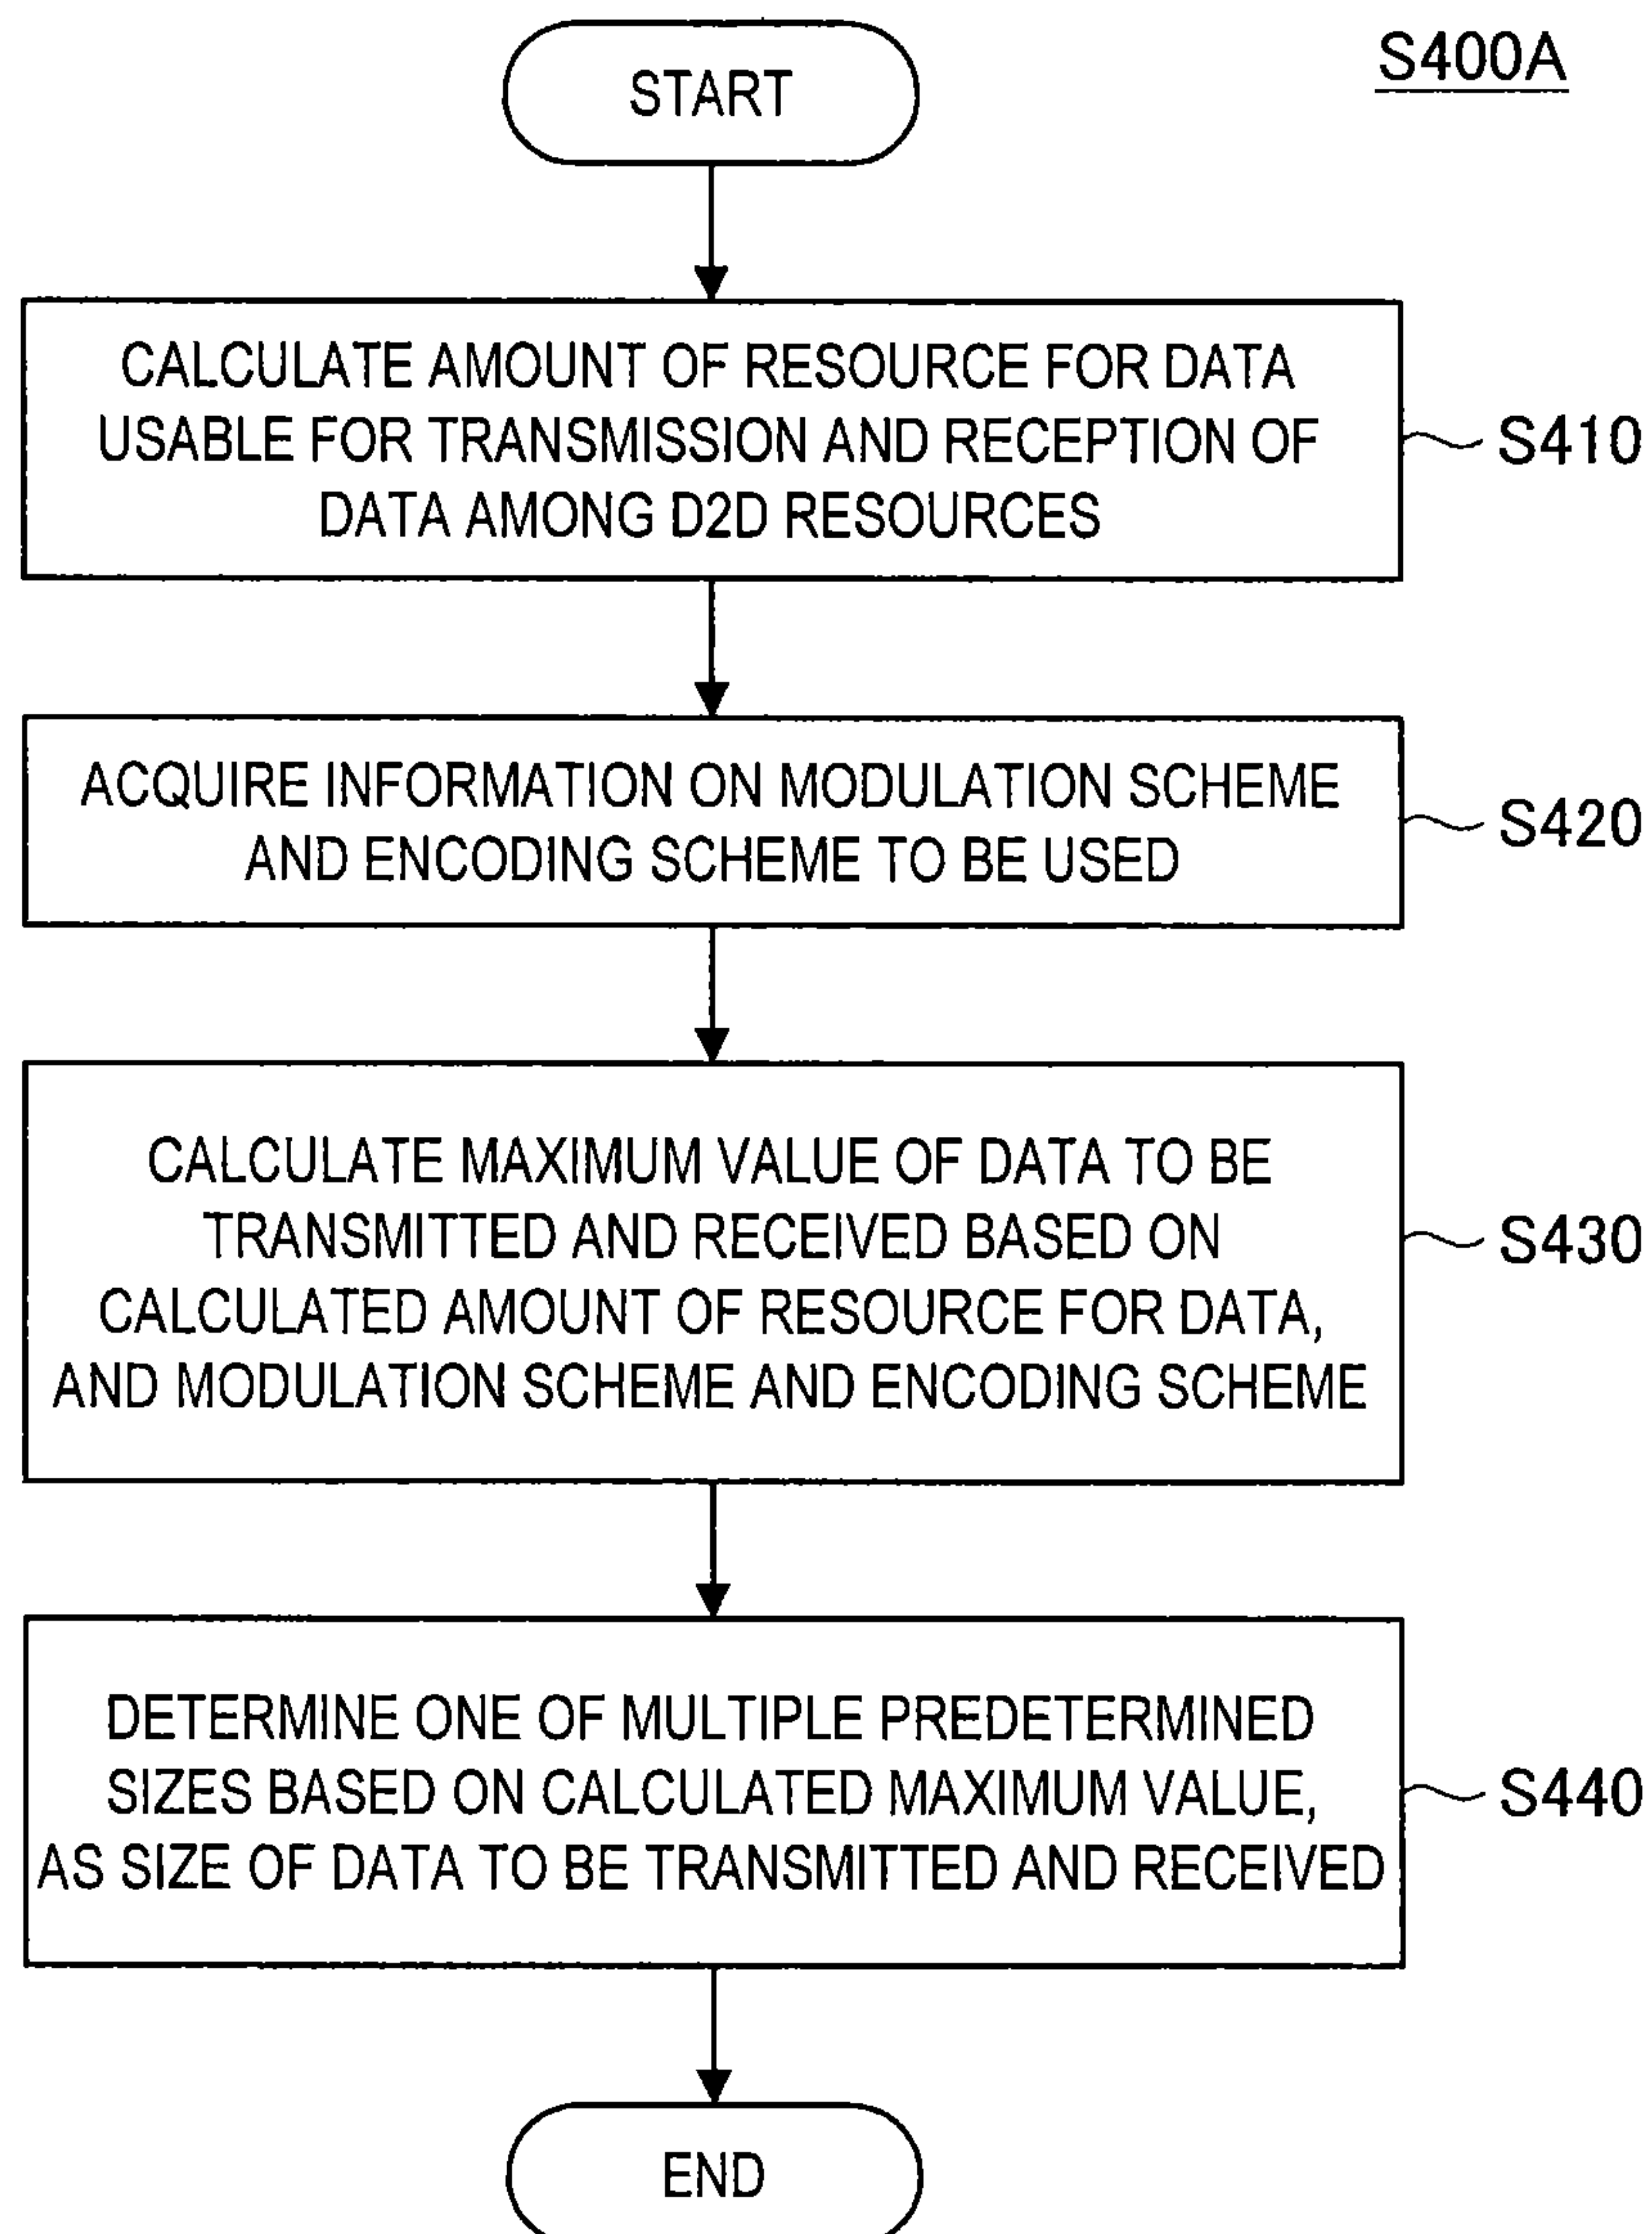 S400A
START
CALCULATE AMOUNT OF RESOURCE FOR DATA
USABLE FOR TRANSMISSION AND RECEPTION OF
DATA AMONG D2D RESOURCES
S410
ACQUIRE INFORMATION ON MODULATION SCHEME
AND ENCODING SCHEME TO BE USED
S420
CALCULATE MAXIMUM VALUE OF DATA TO BE
TRANSMITTED AND RECEIVED BASED ON
CALCULATED AMOUNT OF RESOURCE FOR DATA,
AND MODULATION SCHEME AND ENCODING SCHEME
S430
DETERMINE ONE OF MULTIPLE PREDETERMINED
SIZES BASED ON CALCULATED MAXIMUM VALUE,
AS SIZE OF DATA TO BE TRANSMITTED AND RECEIVED
S440
END